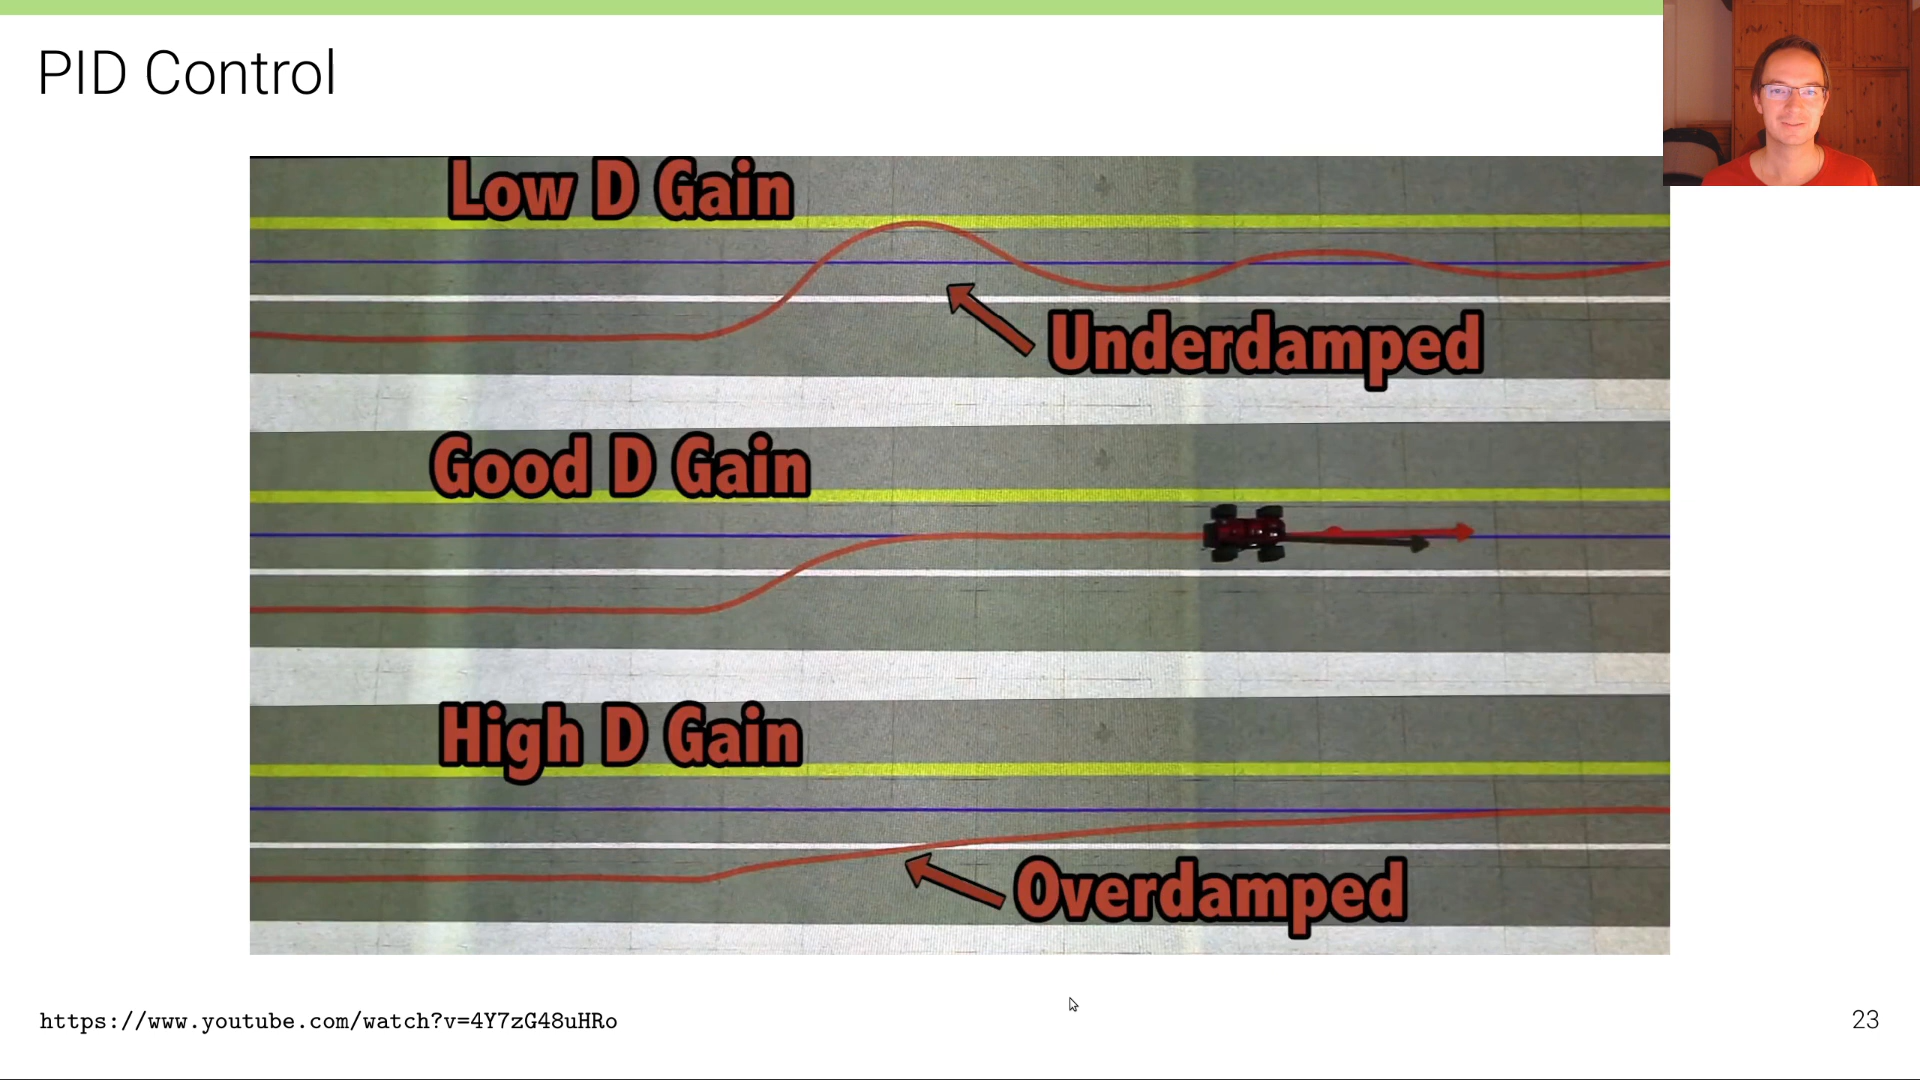 PID Control
Low D Gain
Underdamped
Good D Gain
High D Gain
Overdamped
https://www.youtube.com/watch?v=4Y7zG48uHRo
23